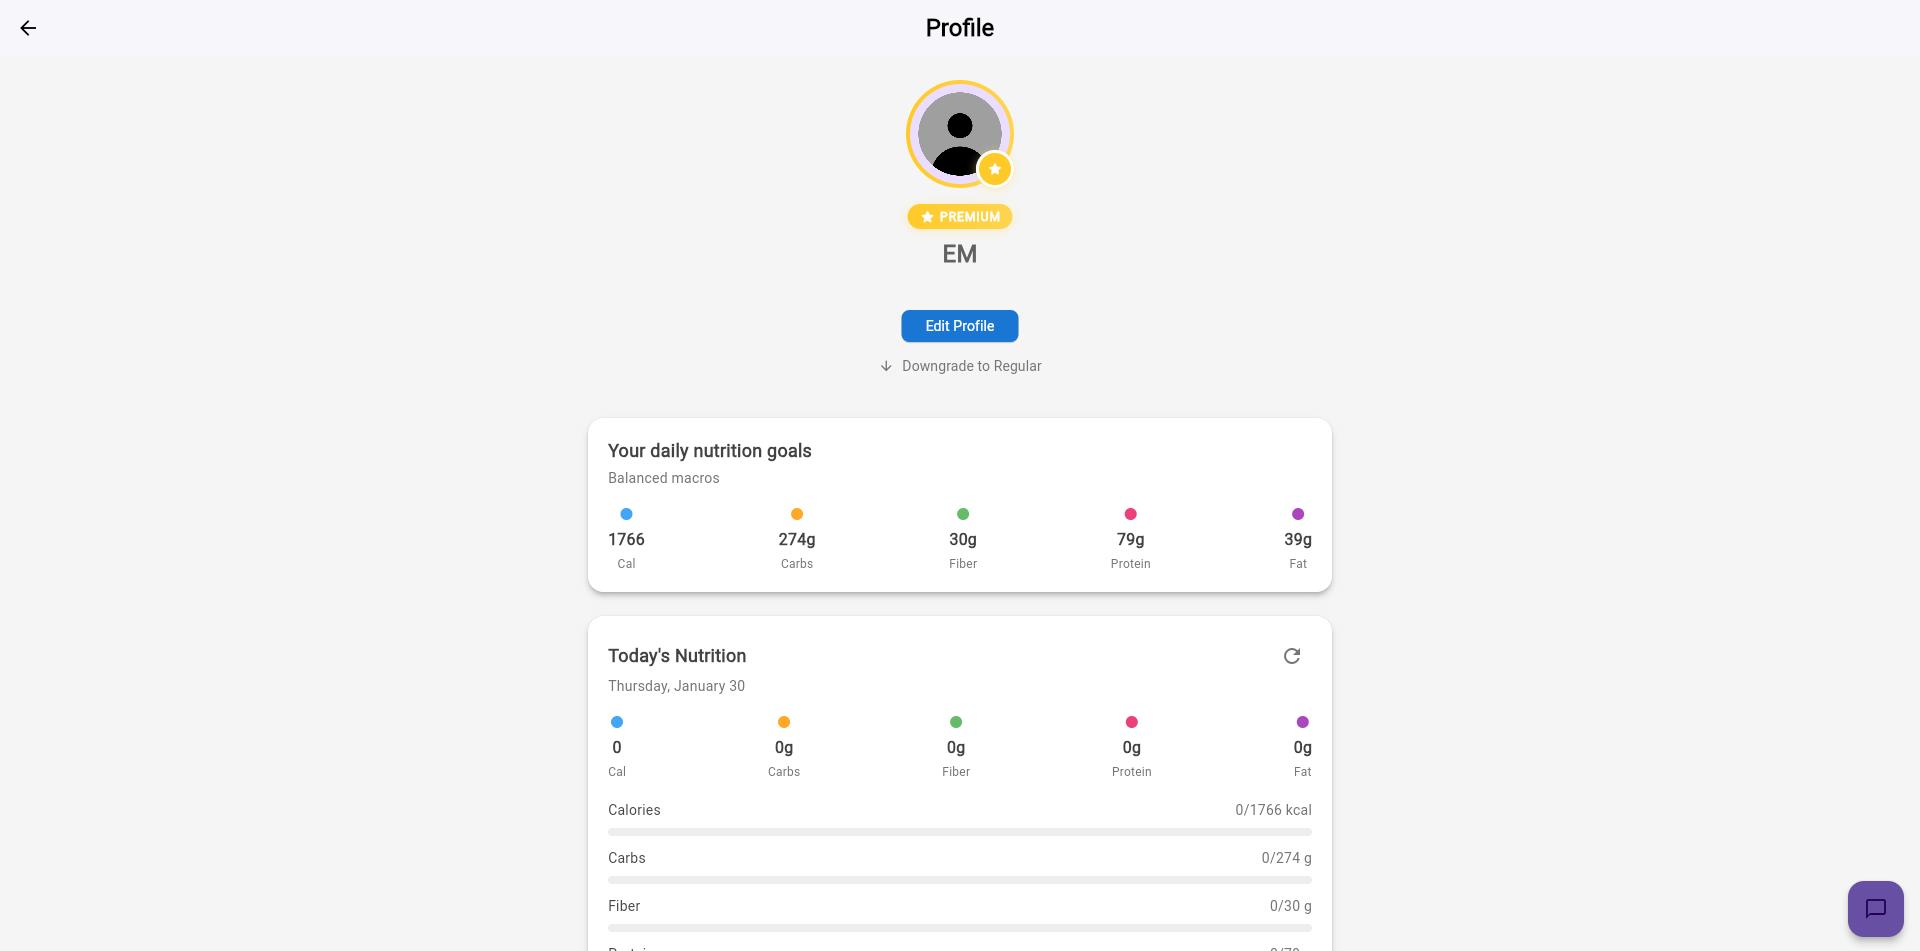 Profile
PREMIUM
EM
Edit Profile
Downgrade to Regular
Your daily nutrition goals
Balanced macros
1766 274g 30g 79g 39g
Cal Carbs Fiber Protein Fat
Today's Nutrition
Thursday, January 30
0 0g 0g 0g 0g
Cal Carbs Fiber Protein Fat
Calories 0/1766 kcal
Carbs 0/274 g
Fiber 0/30 g